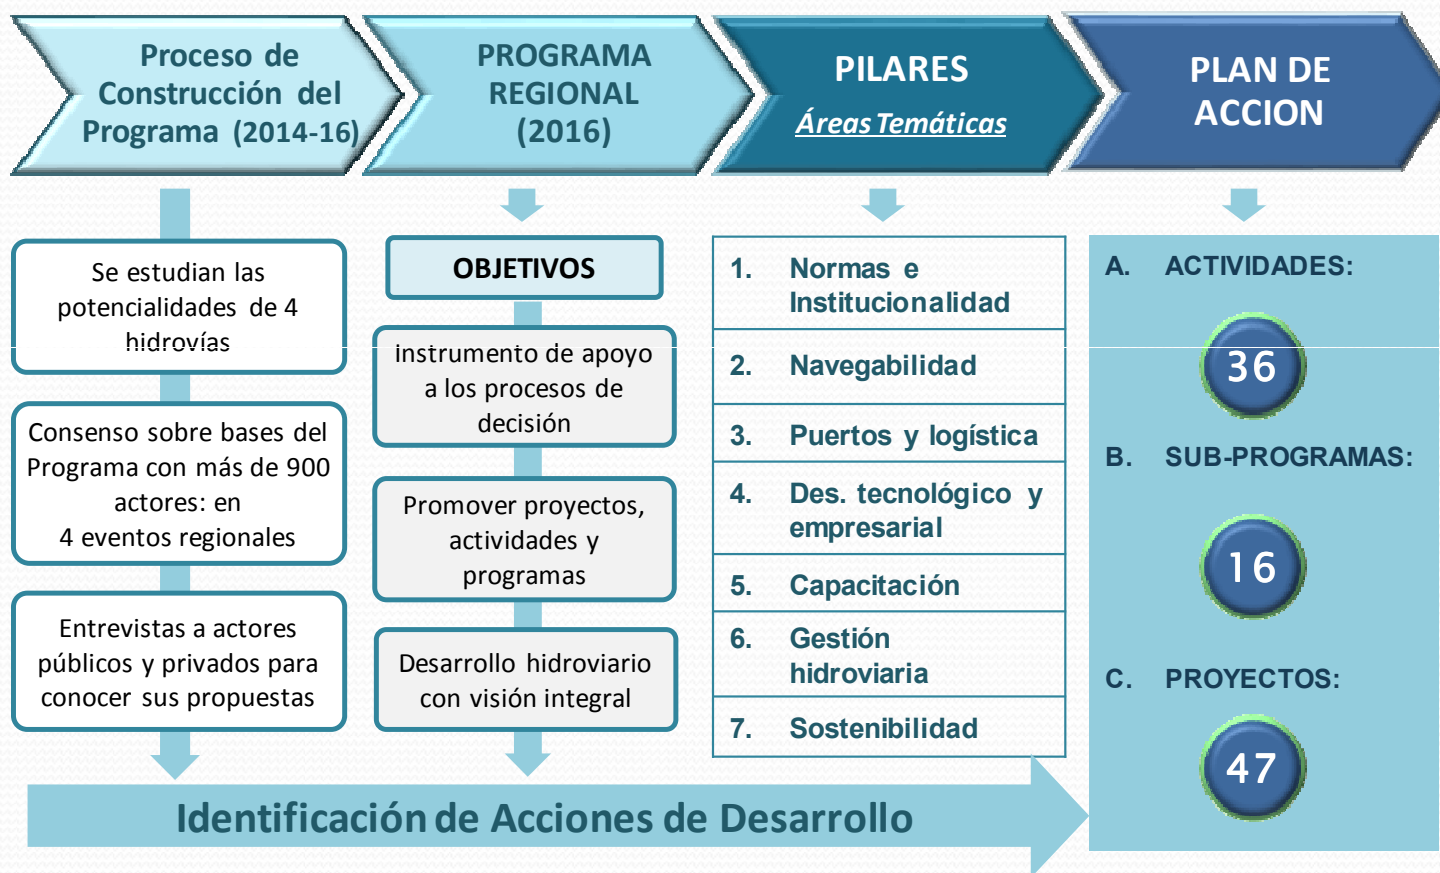 Proceso de
Construcción del
Programa (2014-16)
PROGRAMA
REGIONAL
(2016)
PILARES
Áreas Temáticas
PLAN DE
ACCION
Se estudian las
potencialidades de 4
hidrovías
Consenso sobre bases del
Programa con más de 900
actores: en
4 eventos regionales
Entrevistas a actores
públicos y privados para
conocer sus propuestas
OBJETIVOS
instrumento de apoyo
a los procesos de
decisión
Promover proyectos,
actividades y
programas
Desarrollo hidroviario
con visión integral
1. Normas e
Institucionalidad
2. Navegabilidad
3. Puertos y logística
4. Des. tecnológico y
empresarial
5. Capacitación
6. Gestión
hidroviaria
7. Sostenibilidad
A. ACTIVIDADES:
36
B. SUB-PROGRAMAS:
16
C. PROYECTOS:
47
Identificación de Acciones de Desarrollo